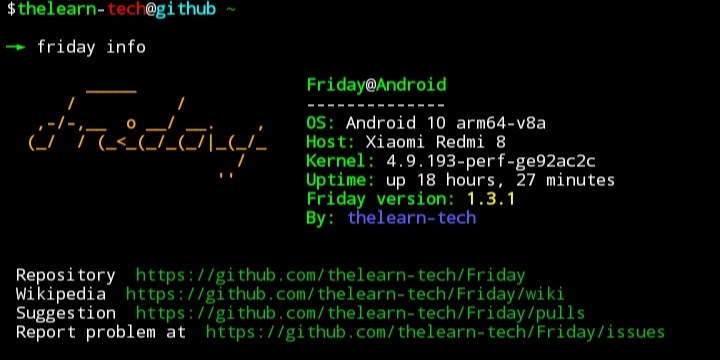 $thelearn-tech@github ~
→ friday info
Friday
Friday@Android
--------------
OS: Android 10 arm64-v8a
Host: Xiaomi Redmi 8
Kernel: 4.9.193-perf-ge92ac2c
Uptime: up 18 hours, 27 minutes
Friday version: 1.3.1
By: thelearn-tech
Repository https://github.com/thelearn-tech/Friday
Wikipedia https://github.com/thelearn-tech/Friday/wiki
Suggestion https://github.com/thelearn-tech/Friday/pulls
Report problem at https://github.com/thelearn-tech/Friday/issues